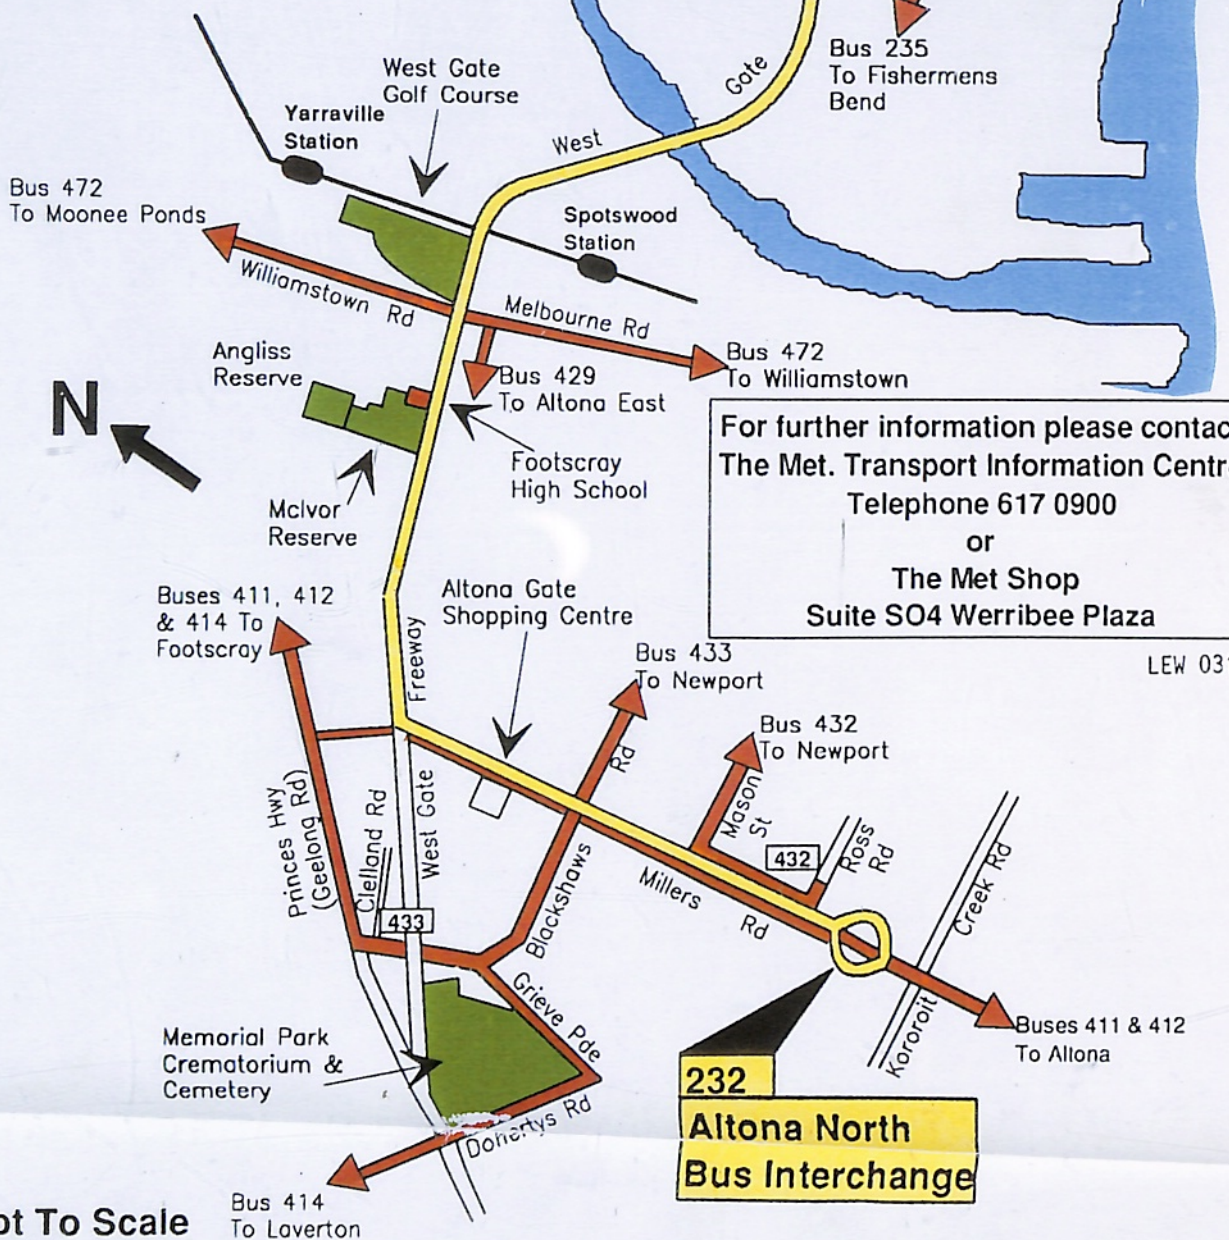 Bus 235
To Fishermens
Bend
West Gate
Golf Course
Gate
Yarraville
Station
West
Bus 472
To Moonee Ponds
Spotswood
Station
Williamstown Rd
Melbourne Rd
Angliss
Reserve
Bus 472
To Williamstown
Bus 429
To Altona East
N
For further information please contac
The Met. Transport Information Centr
Telephone 617 0900
or
The Met Shop
Suite SO4 Werribee Plaza
Footscray
High School
McIvor
Reserve
Altona Gate
Shopping Centre
Buses 411, 412
& 414 To
Footscray
Freeway
Bus 433
To Newport
LEW 03
Bus 432
To Newport
Rd
Mason
St
Princes Hwy
(Geelong Rd)
Clelland Rd
West Gate
432
Ross
Rd
Blackshaws
Millers Rd
Creek Rd
433
Grieve Pde
Kororoit
Buses 411 & 412
To Altona
Memorial Park
Crematorium &
Cemetery
232
Altona North
Bus Interchange
Dohertys Rd
Bus 414
To Laverton
ot To Scale